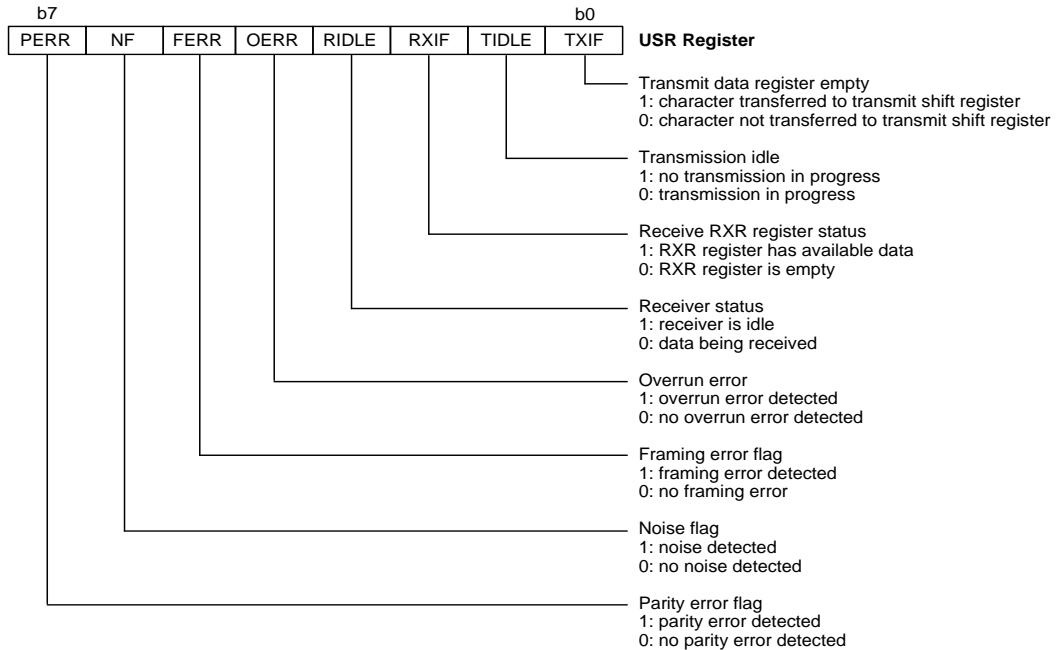 b7 b0
PERR NF FERR OERR RIDLE RXIF TIDLE TXIF USR Register
Transmit data register empty
1: character transferred to transmit shift register
0: character not transferred to transmit shift register
Transmission idle
1: no transmission in progress
0: transmission in progress
Receive RXR register status
1: RXR register has available data
0: RXR register is empty
Receiver status
1: receiver is idle
0: data being received
Overrun error
1: overrun error detected
0: no overrun error detected
Framing error flag
1: framing error detected
0: no framing error
Noise flag
1: noise detected
0: no noise detected
Parity error flag
1: parity error detected
0: no parity error detected